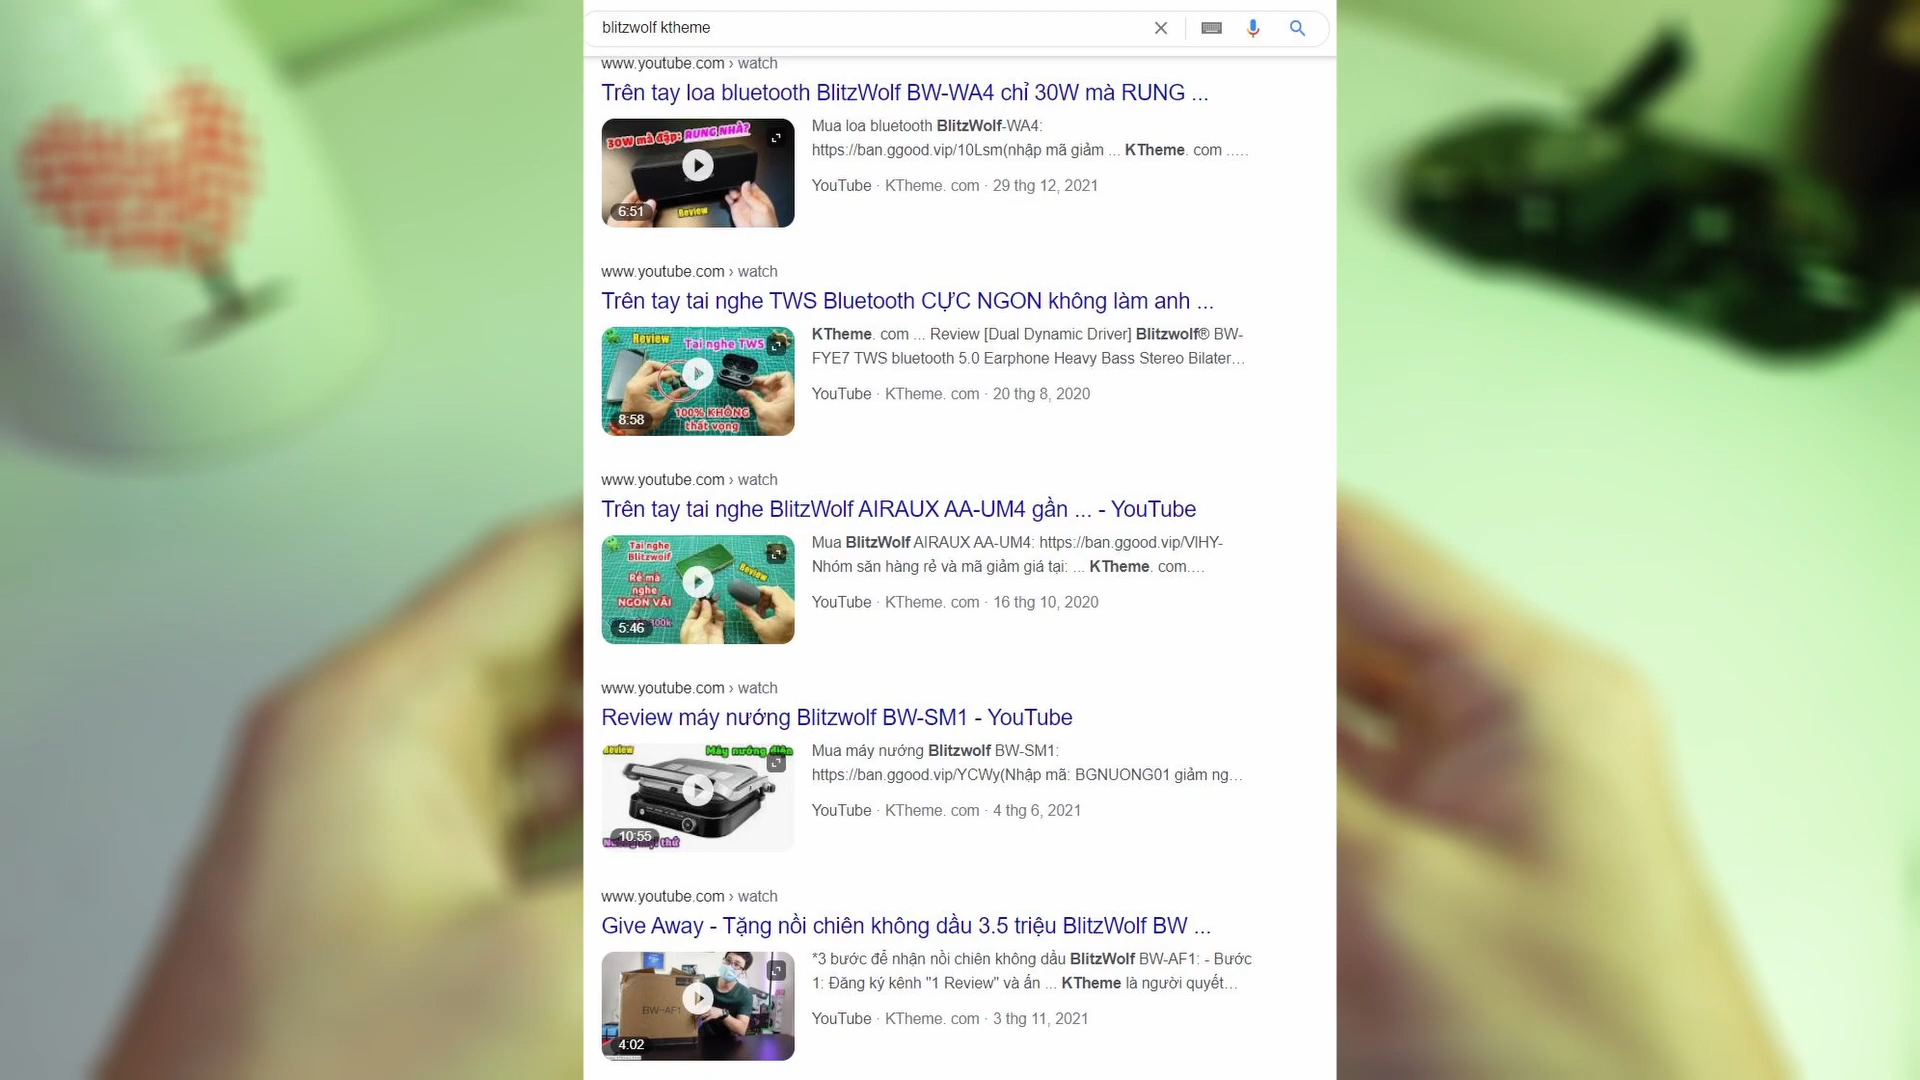 blitzwolf ktheme
www.youtube.com › watch
Trên tay loa bluetooth BlitzWolf BW-WA4 chỉ 30W mà RUNG ...
30W mà đập: RUNG NHÀ?
Review
6:51
Mua loa bluetooth BlitzWolf-WA4:
https://ban.ggood.vip/10Lsm(nhập mã giảm ... KTheme. com .....
YouTube · KTheme. com · 29 thg 12, 2021
www.youtube.com › watch
Trên tay tai nghe TWS Bluetooth CỰC NGON không làm anh ...
Review
Tai nghe TWS
100% KHÔNG
thất vọng
8:58
KTheme. com ... Review [Dual Dynamic Driver] Blitzwolf® BW-
FYE7 TWS bluetooth 5.0 Earphone Heavy Bass Stereo Bilater...
YouTube · KTheme. com · 20 thg 8, 2020
www.youtube.com › watch
Trên tay tai nghe BlitzWolf AIRAUX AA-UM4 gần ... - YouTube
Tai nghe
Blitzwolf
Review
Rẻ mà
nghe
NGON VÃI
5:46
Mua BlitzWolf AIRAUX AA-UM4: https://ban.ggood.vip/VIHY-
Nhóm săn hàng rẻ và mã giảm giá tại: ... KTheme. com....
YouTube · KTheme. com · 16 thg 10, 2020
www.youtube.com › watch
Review máy nướng Blitzwolf BW-SM1 - YouTube
Review
Máy nướng điện
10:55
Mua máy nướng Blitzwolf BW-SM1:
https://ban.ggood.vip/YCWy(Nhập mã: BGNUONG01 giảm ng...
YouTube · KTheme. com · 4 thg 6, 2021
www.youtube.com › watch
Give Away - Tặng nồi chiên không dầu 3.5 triệu BlitzWolf BW ...
BW-AF1
4:02
*3 bước để nhận nồi chiên không dầu BlitzWolf BW-AF1: - Bước
1: Đăng ký kênh "1 Review" và ấn ... KTheme là người quyết...
YouTube · KTheme. com · 3 thg 11, 2021